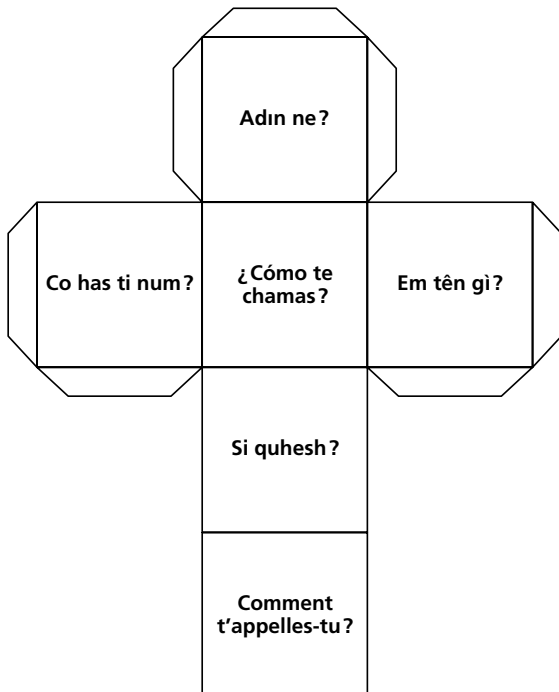 Adın ne?
Co has ti num?
¿Cómo te
chamas?
Em tên gì?
Si quhesh?
Comment
t'appelles-tu?